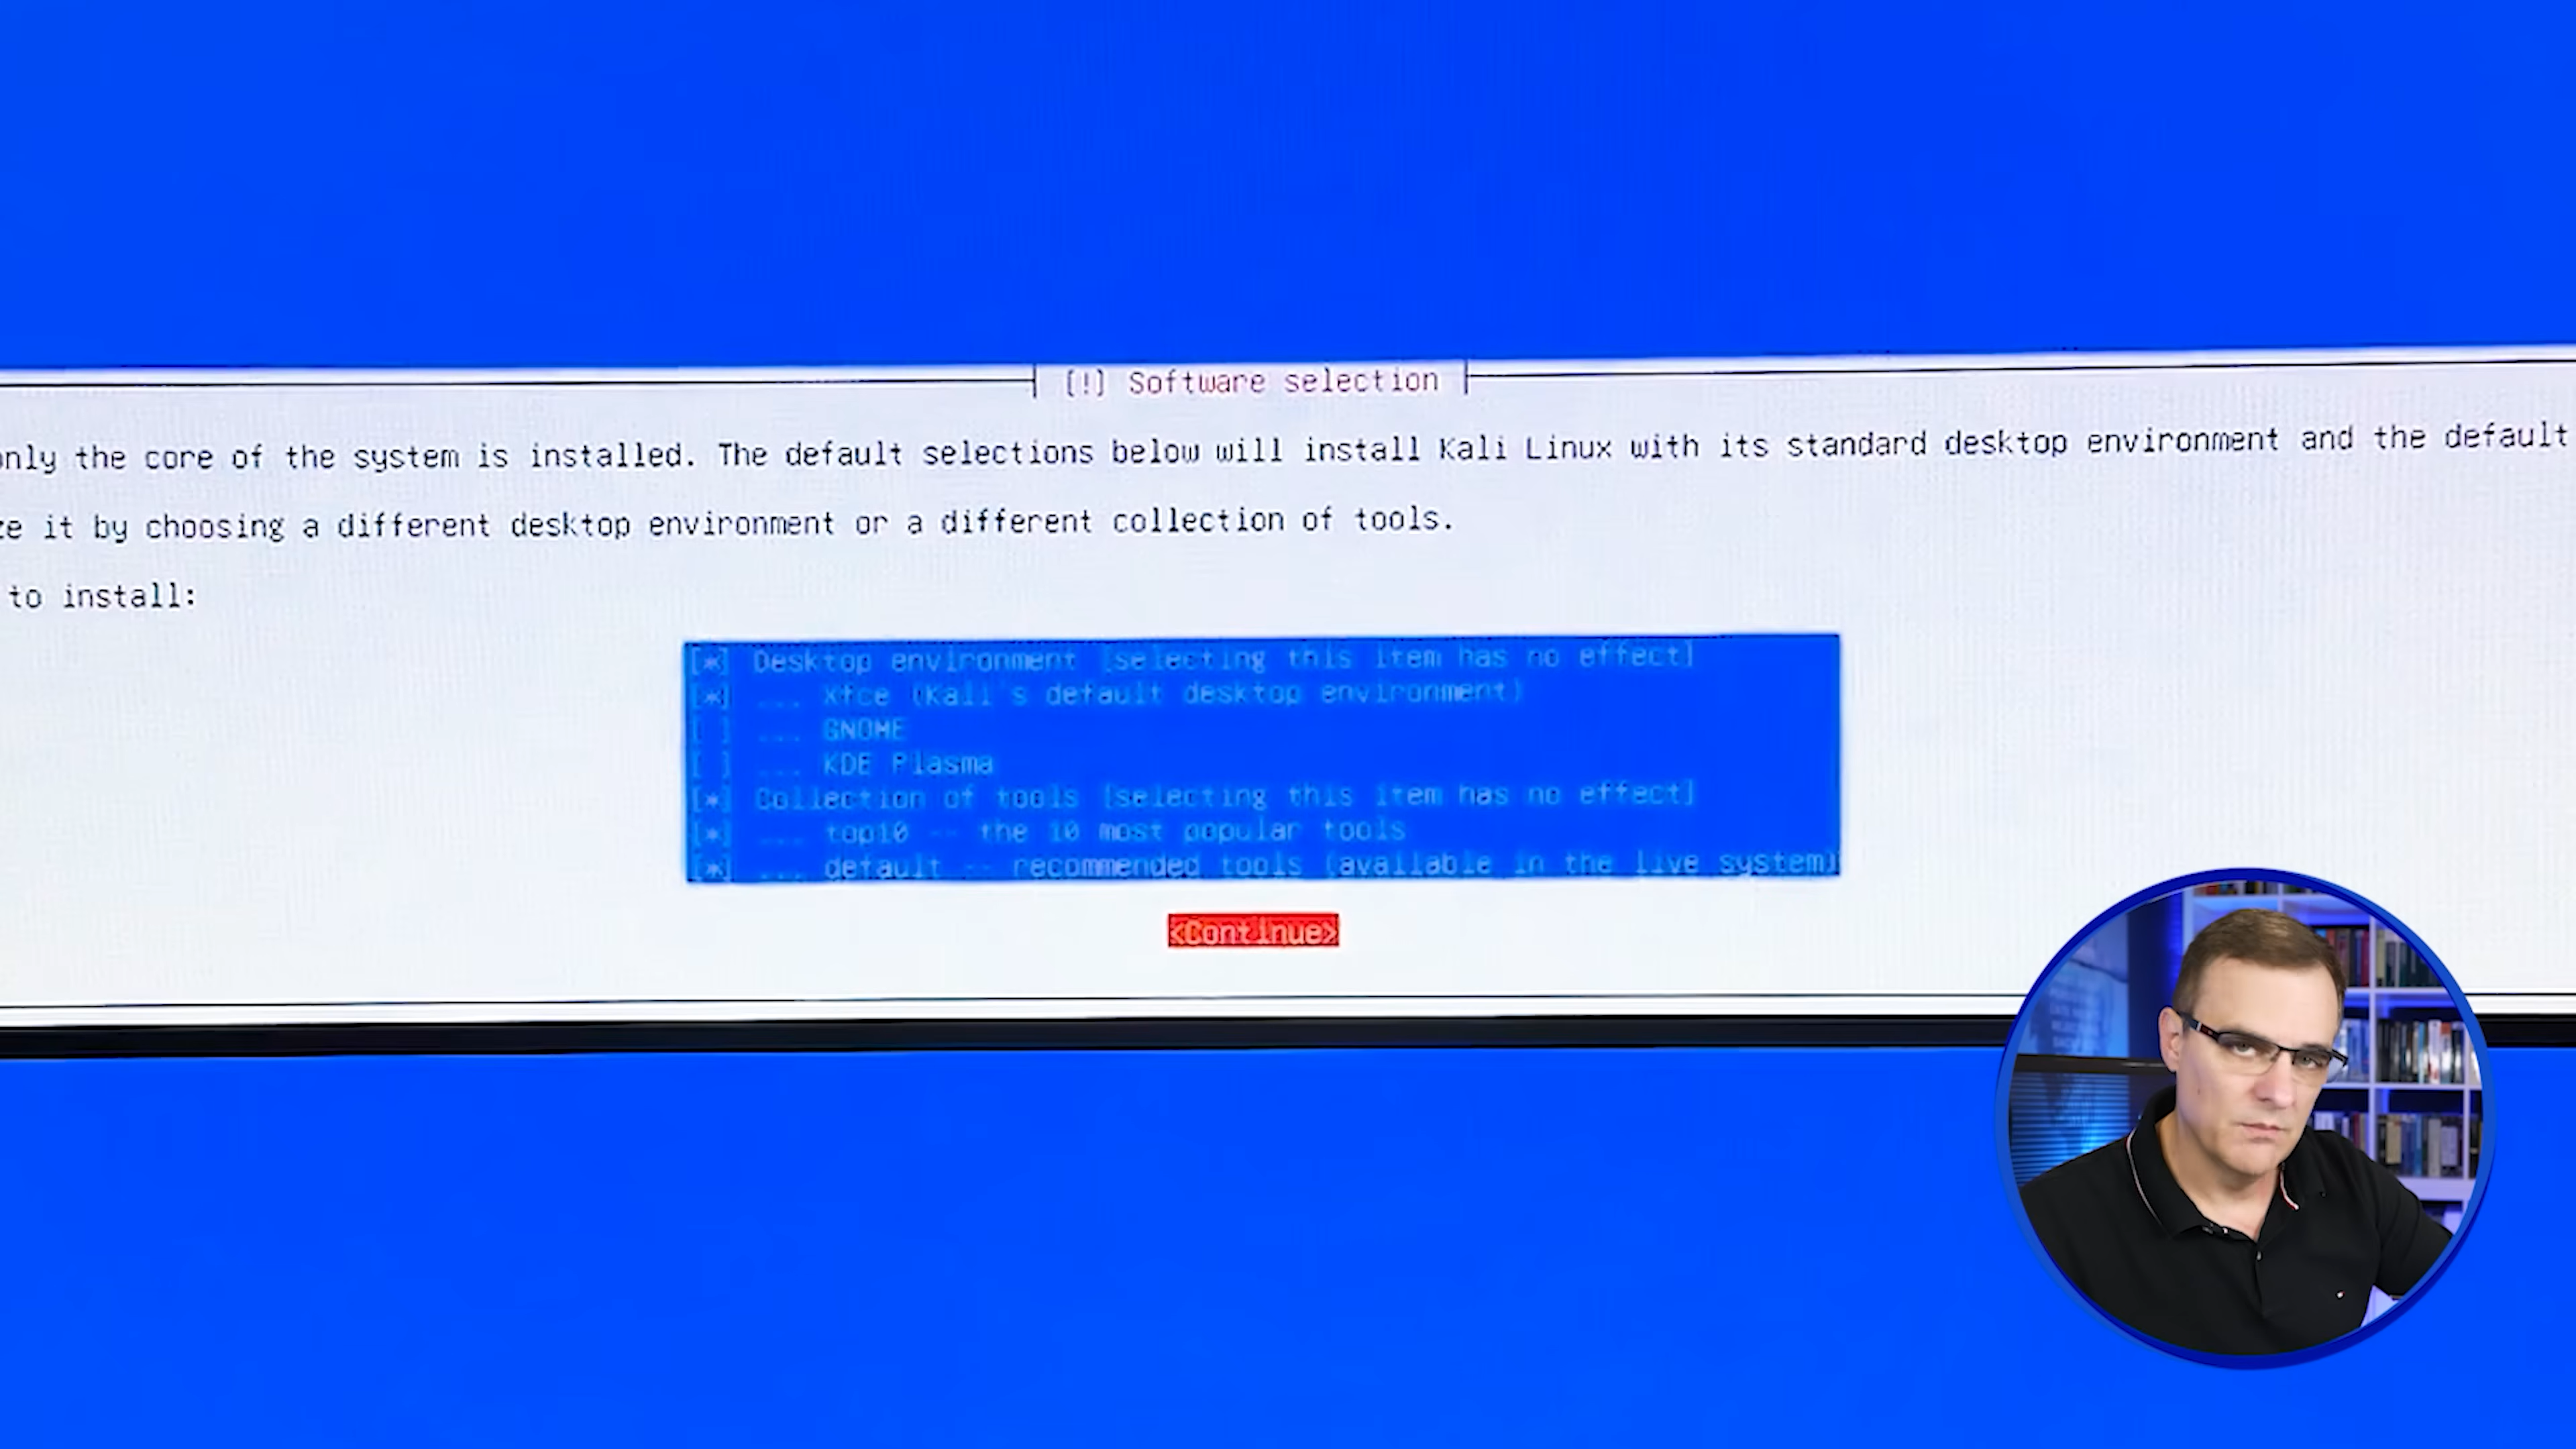 [!] Software selection
only the core of the system is installed. The default selections below will install Kali Linux with its standard desktop environment and the default
ze it by choosing a different desktop environment or a different collection of tools.
to install:
[*] Desktop environment [selecting this item has no effect]
[*] ... Xfce (Kali's default desktop environment)
[ ] ... GNOME
[ ] ... KDE Plasma
[*] Collection of tools [selecting this item has no effect]
[*] ... top10 -- the 10 most popular tools
[*] ... default -- recommended tools (available in the live system)
<Continue>